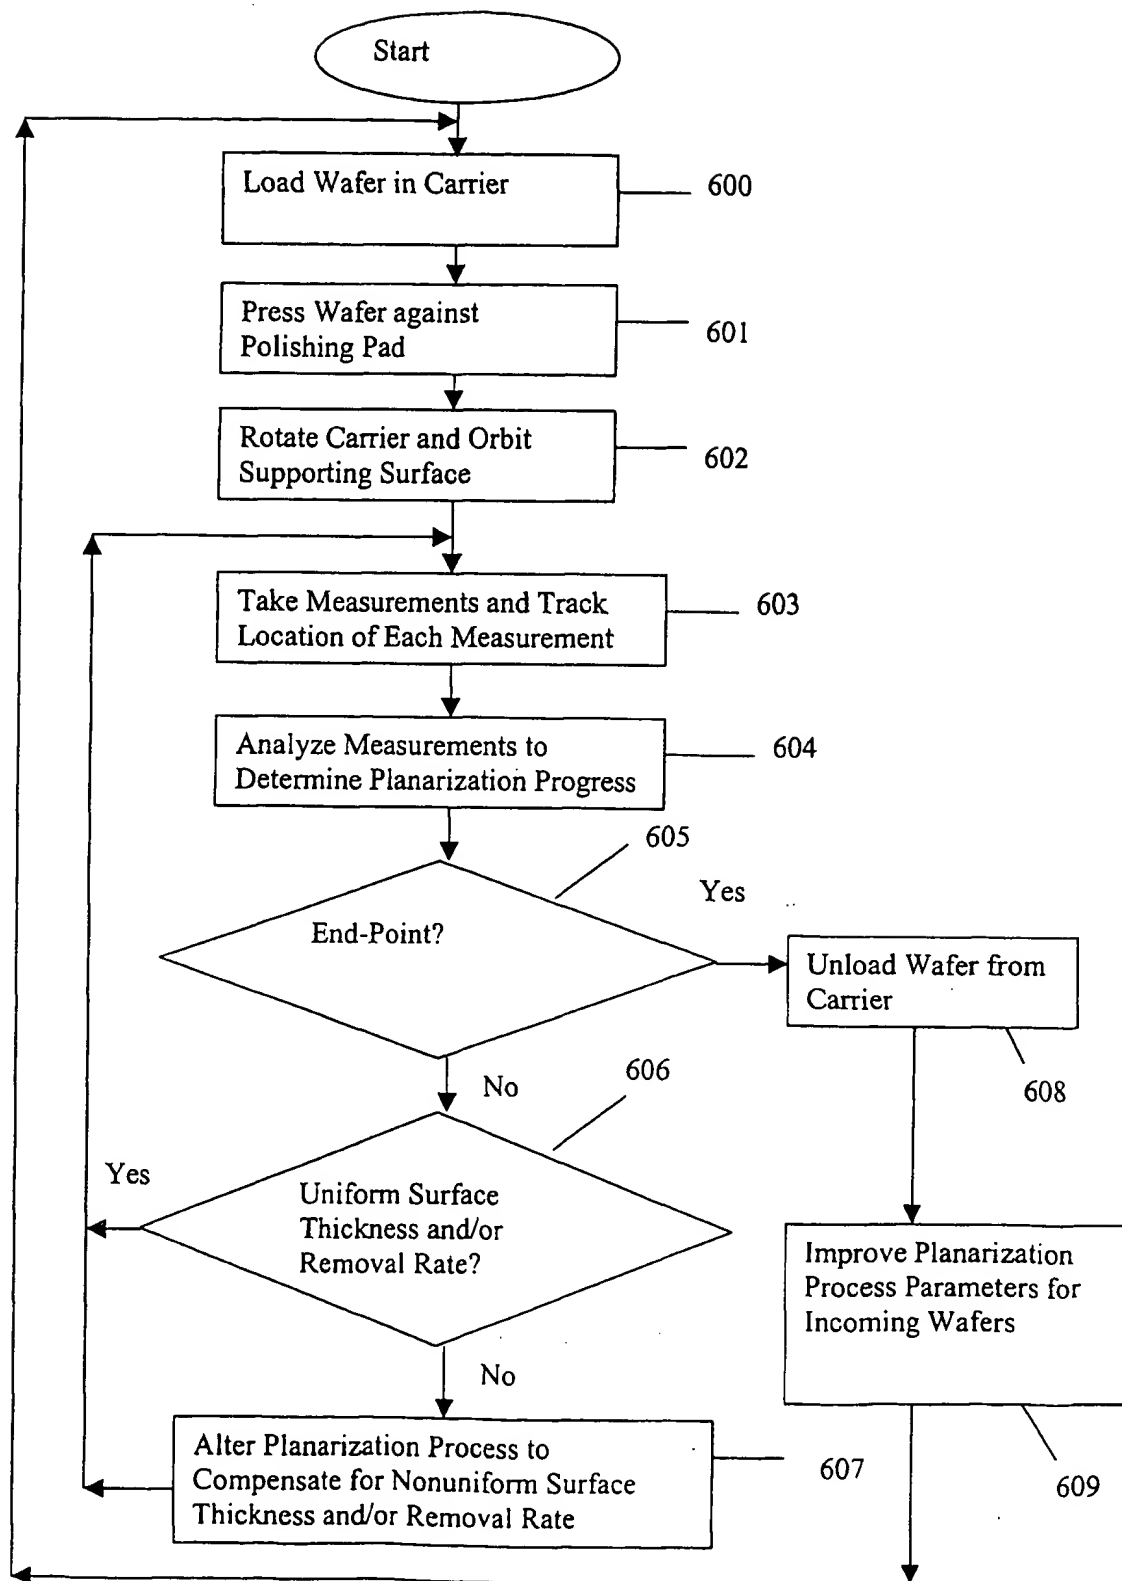 Start
Load Wafer in Carrier
600
Press Wafer against
Polishing Pad
601
Rotate Carrier and Orbit
Supporting Surface
602
Take Measurements and Track
Location of Each Measurement
603
Analyze Measurements to
Determine Planarization Progress
604
605
End-Point?
Yes
Unload Wafer from
Carrier
608
No
606
Yes
Uniform Surface
Thickness and/or
Removal Rate?
Improve Planarization
Process Parameters for
Incoming Wafers
609
No
Alter Planarization Process to
Compensate for Nonuniform Surface
Thickness and/or Removal Rate
607